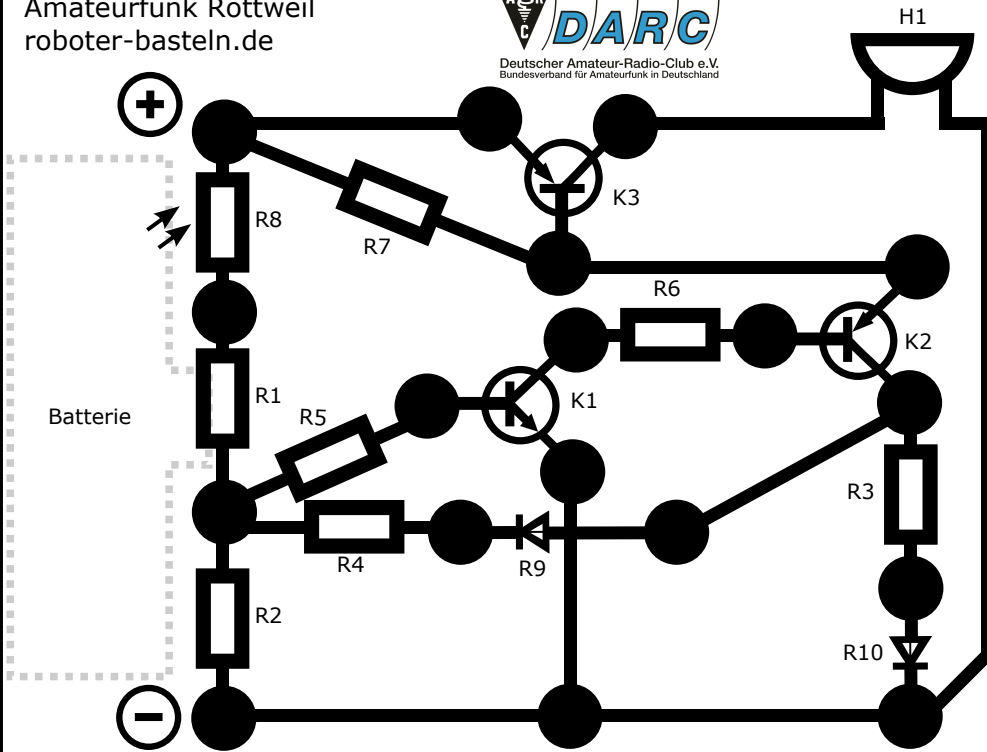 Amateurfunk Rottweil
roboter-basteln.de
DARC
Deutscher Amateur-Radio-Club e.V.
Bundesverband für Amateurfunk in Deutschland
H1
+
K3
R8
R7
R6
K2
R1
K1
Batterie
R5
R3
R4
R9
R2
R10
−